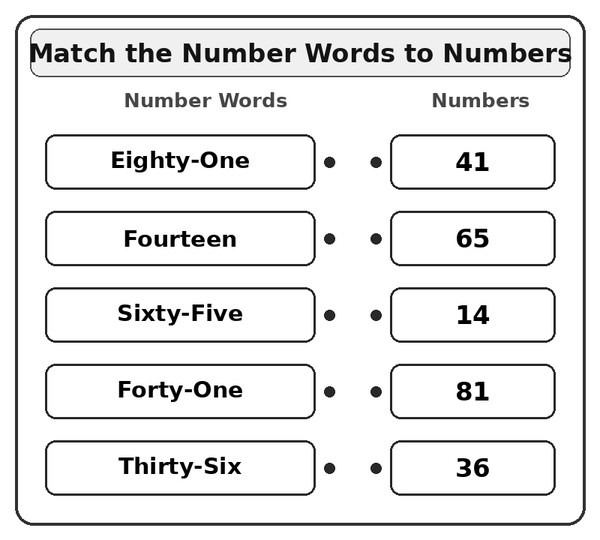 Match the Number Words to Numbers
Number Words Numbers
Eighty-One 41
Fourteen 65
Sixty-Five 14
Forty-One 81
Thirty-Six 36